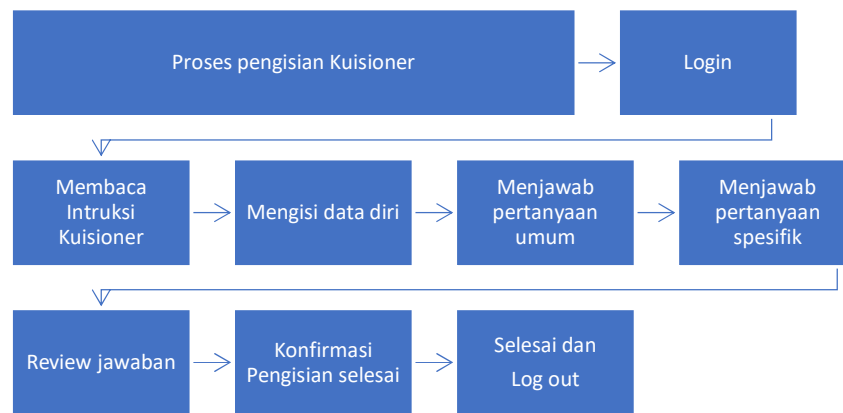 Proses pengisian Kuisioner
Login
Membaca
Intruksi
Kuisioner
Mengisi data diri
Menjawab
pertanyaan
umum
Menjawab
pertanyaan
spesifik
Review jawaban
Konfirmasi
Pengisian selesai
Selesai dan
Log out